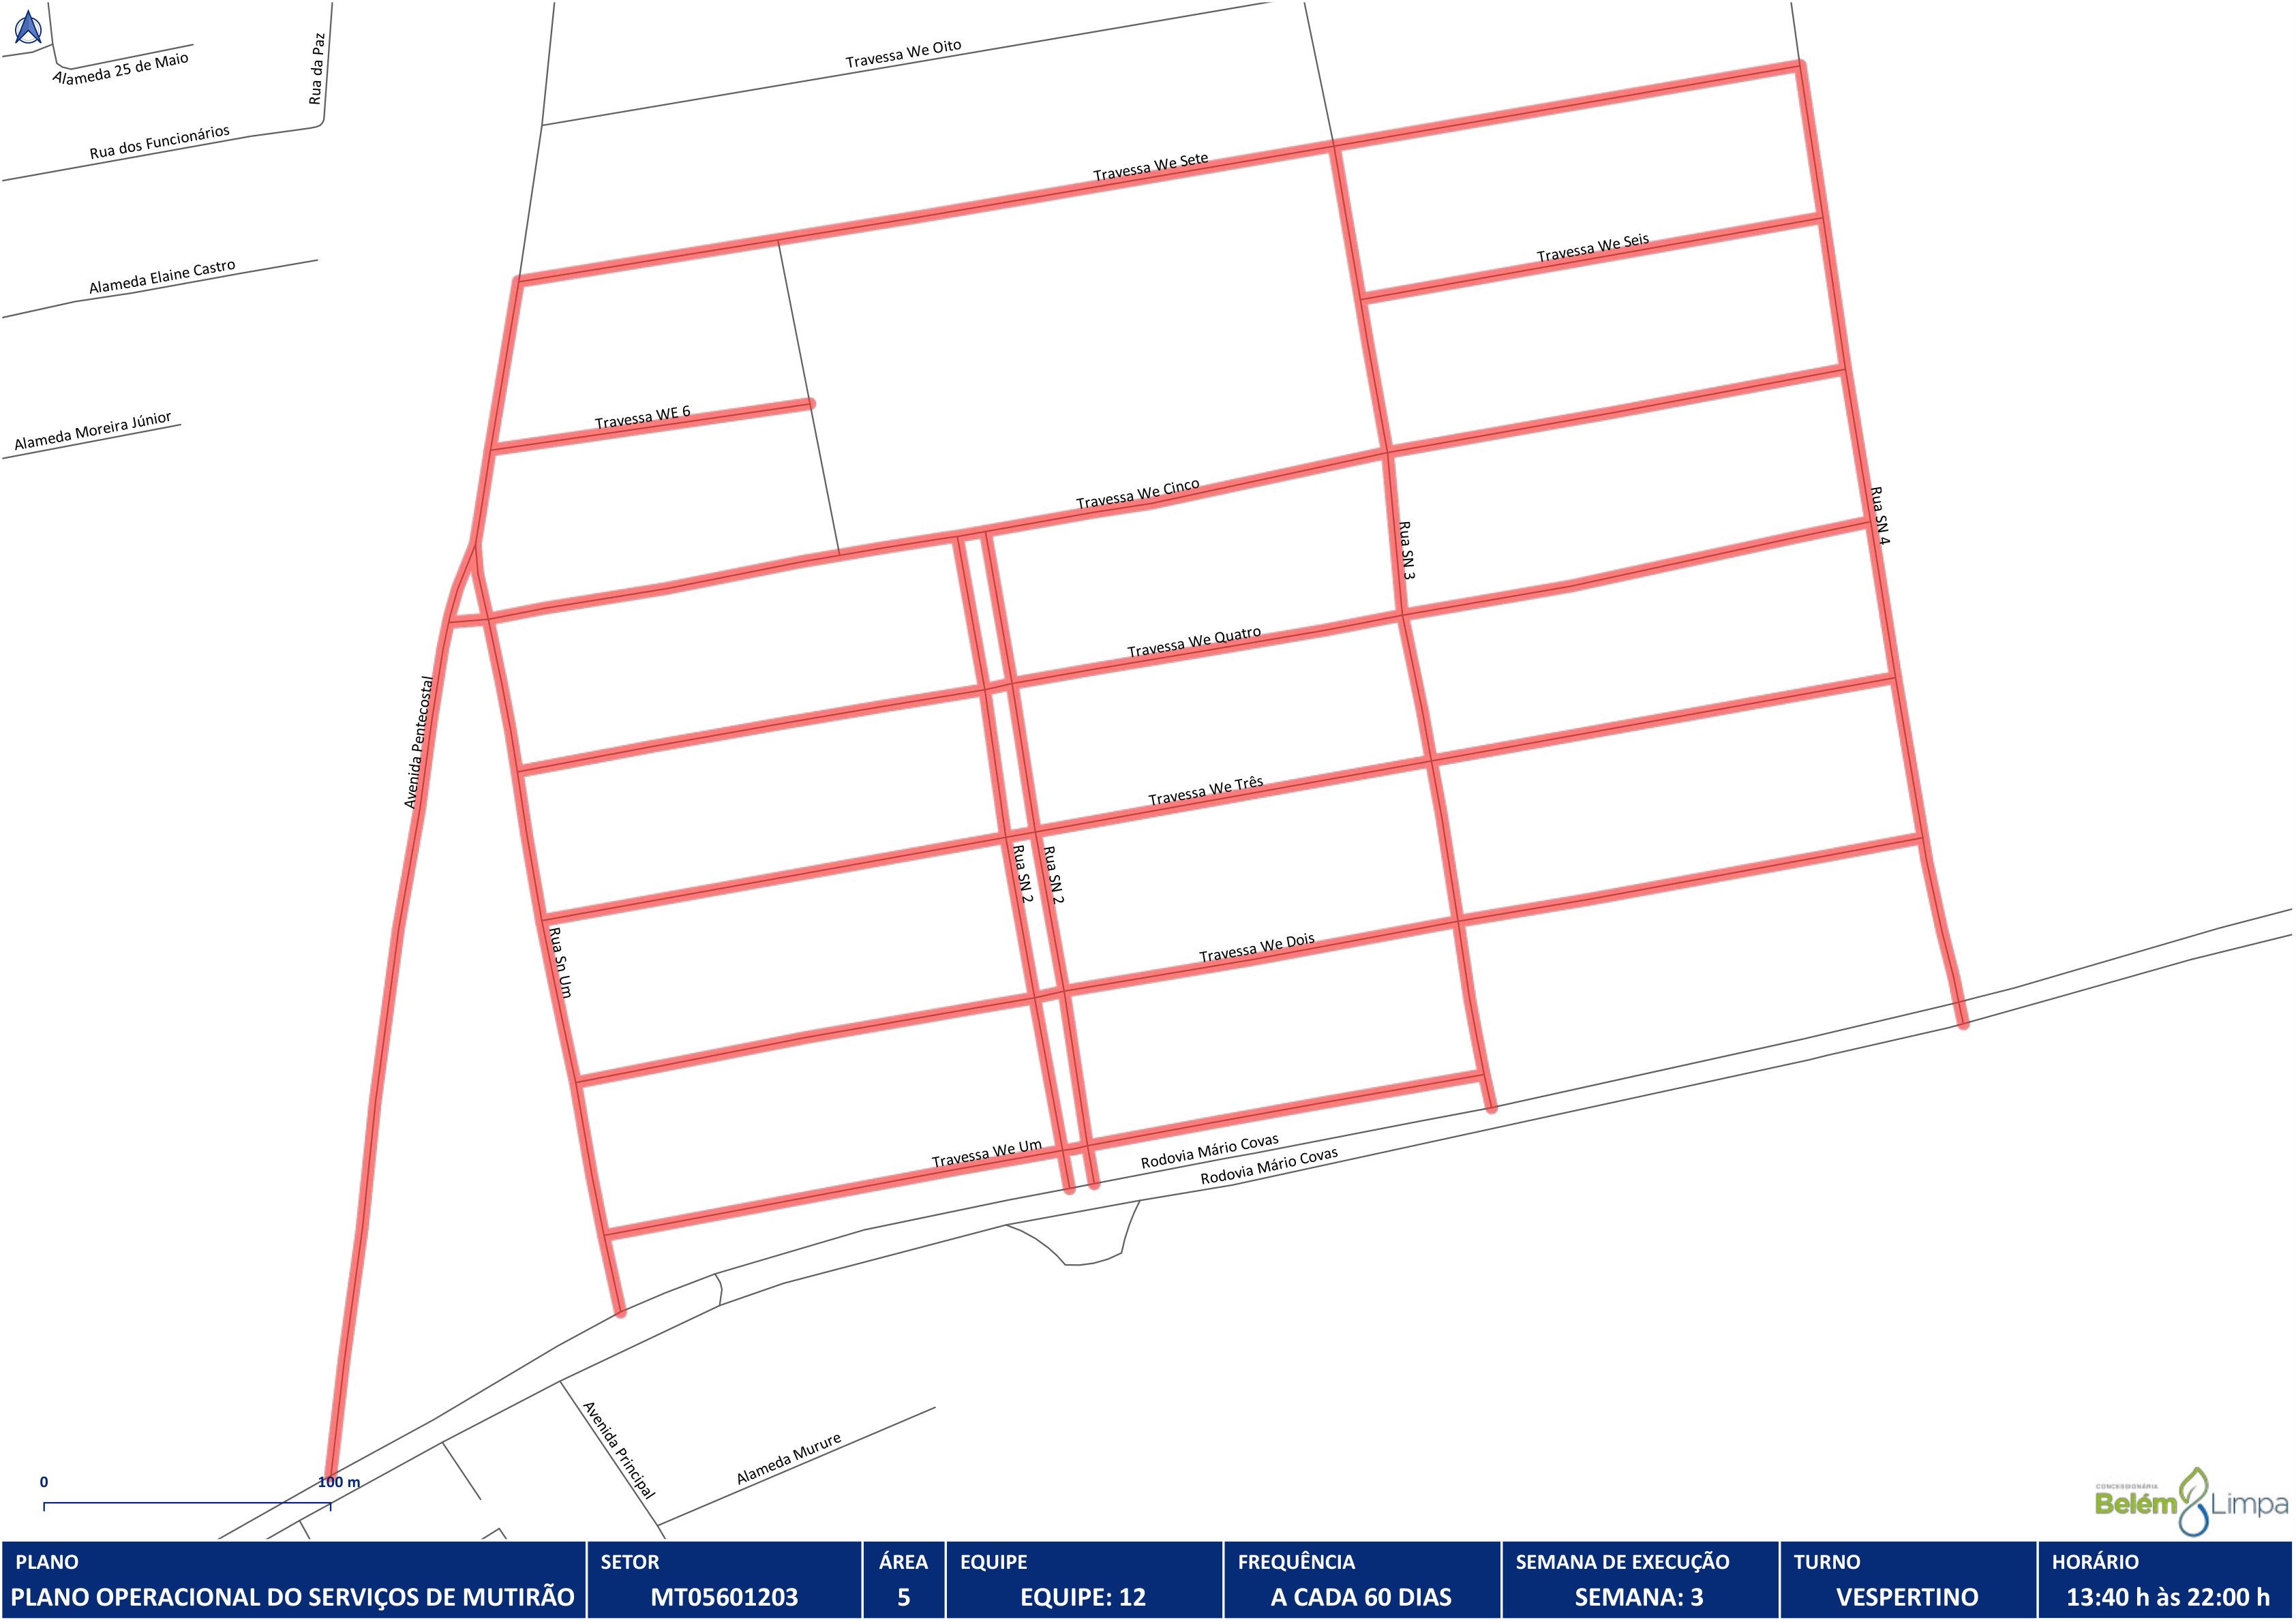 Travessa We Oito
Rua da Paz
Alameda 25 de Maio
Rua dos Funcionários
Travessa We Sete
Travessa We Seis
Alameda Elaine Castro
Travessa WE 6
Alameda Moreira Júnior
Travessa We Cinco
Rua SN 4
Rua SN 3
Travessa We Quatro
Avenida Pentecostal
Travessa We Três
Rua SN 2
Rua SN 2
Travessa We Dois
Rua Sn Um
Travessa We Um
Rodovia Mário Covas
Rodovia Mário Covas
Avenida Principal
Alameda Murure
0
100 m
CONCESSIONÁRIA
Belém Limpa
PLANO
PLANO OPERACIONAL DO SERVIÇOS DE MUTIRÃO
SETOR
MT05601203
ÁREA
5
EQUIPE
EQUIPE: 12
FREQUÊNCIA
A CADA 60 DIAS
SEMANA DE EXECUÇÃO
SEMANA: 3
TURNO
VESPERTINO
HORÁRIO
13:40 h às 22:00 h